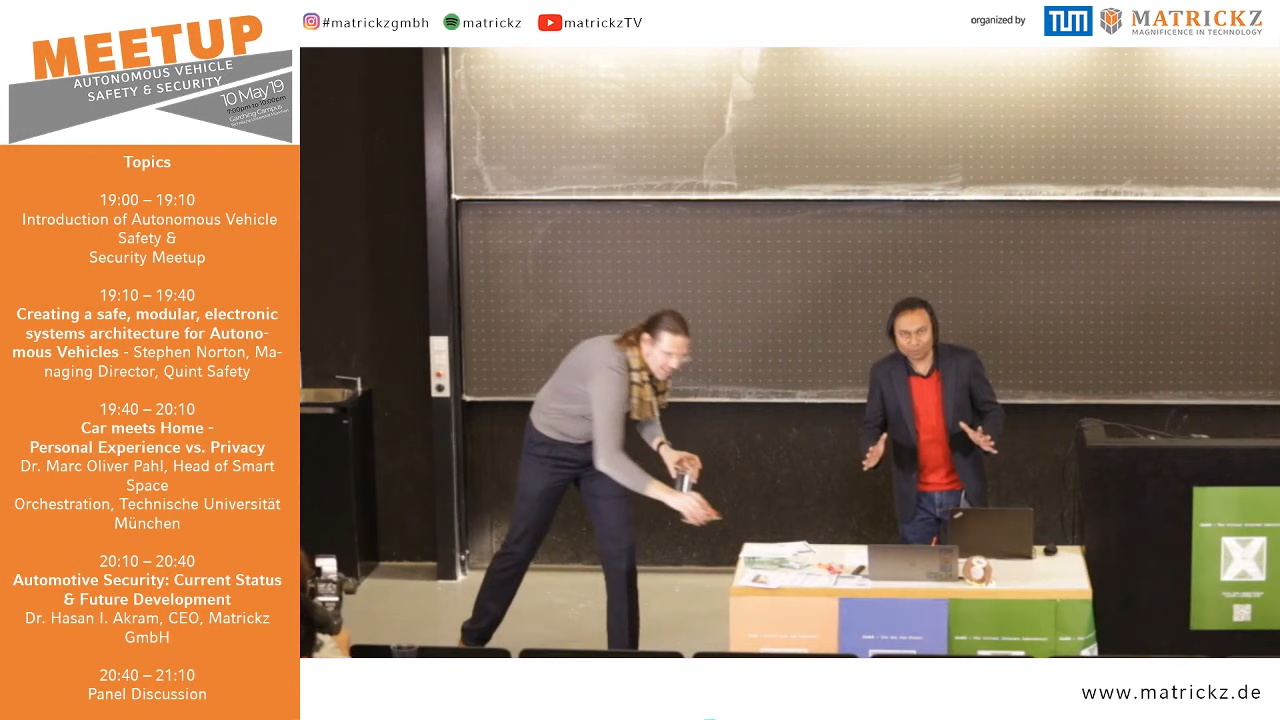 MEETUP
AUTONOMOUS VEHICLE
SAFETY & SECURITY
10 May 19
7:00pm to 10:00pm
Garching Campus
Technische Universität München
#matrickzgmbh
matrickz
matrickzTV
organized by
TUM
MATRICKZ
MAGNIFICENCE IN TECHNOLOGY
Topics
19:00 – 19:10
Introduction of Autonomous Vehicle
Safety &
Security Meetup
19:10 – 19:40
Creating a safe, modular, electronic
systems architecture for Autono-
mous Vehicles - Stephen Norton, Ma-
naging Director, Quint Safety
19:40 – 20:10
Car meets Home -
Personal Experience vs. Privacy
Dr. Marc Oliver Pahl, Head of Smart
Space
Orchestration, Technische Universität
München
20:10 – 20:40
Automotive Security: Current Status
& Future Development
Dr. Hasan I. Akram, CEO, Matrickz
GmbH
20:40 – 21:10
Panel Discussion
www.matrickz.de